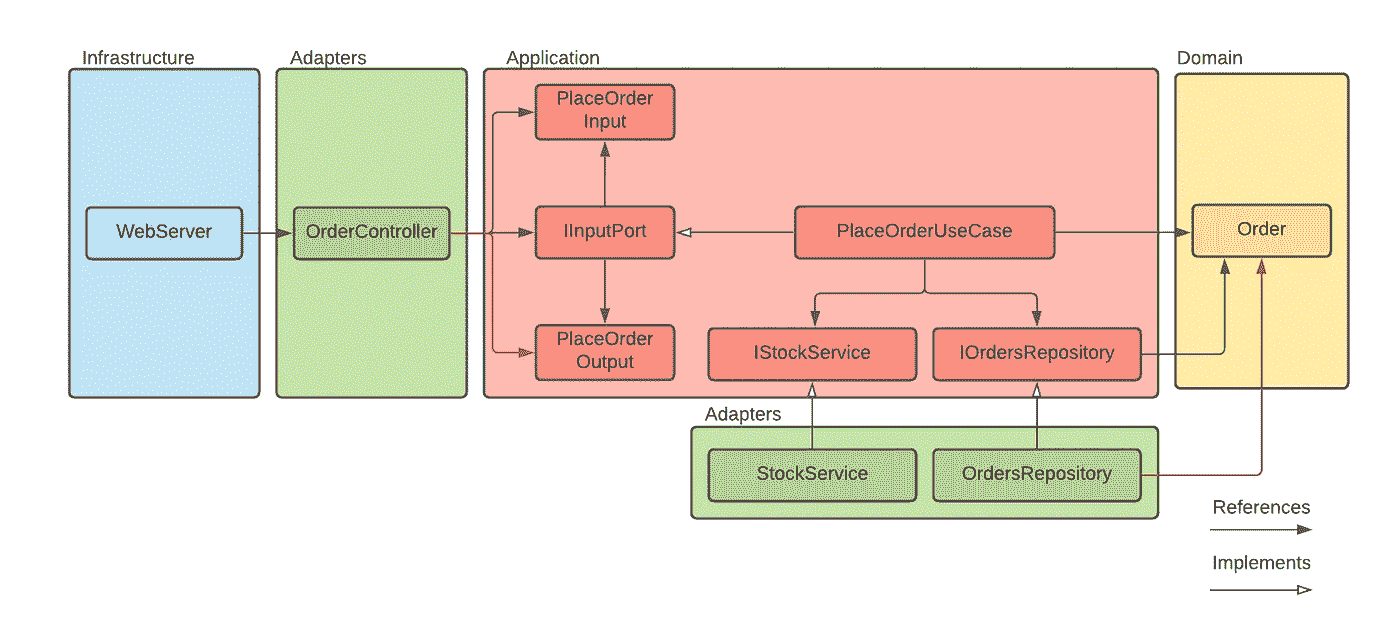 Infrastructure
Adapters
Application
Domain
PlaceOrder
Input
WebServer
OrderController
IInputPort
PlaceOrderUseCase
Order
PlaceOrder
Output
IStockService
IOrdersRepository
Adapters
StockService
OrdersRepository
References
Implements